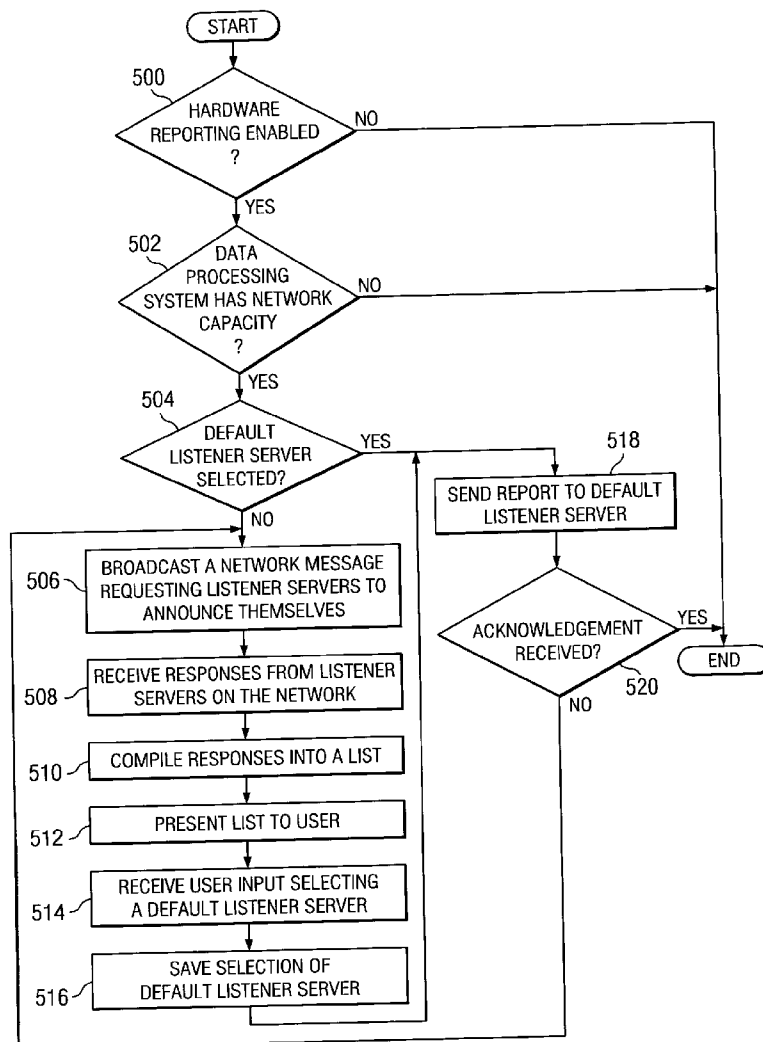 START
500
HARDWARE
REPORTING ENABLED
?
NO
YES
502
DATA
PROCESSING
SYSTEM HAS NETWORK
CAPACITY
?
NO
YES
504
DEFAULT
LISTENER SERVER
SELECTED?
YES
NO
518
SEND REPORT TO DEFAULT
LISTENER SERVER
506
BROADCAST A NETWORK MESSAGE
REQUESTING LISTENER SERVERS TO
ANNOUNCE THEMSELVES
ACKNOWLEDGEMENT
RECEIVED?
YES
END
520
NO
508
RECEIVE RESPONSES FROM LISTENER
SERVERS ON THE NETWORK
510
COMPILE RESPONSES INTO A LIST
512
PRESENT LIST TO USER
514
RECEIVE USER INPUT SELECTING
A DEFAULT LISTENER SERVER
516
SAVE SELECTION OF
DEFAULT LISTENER SERVER